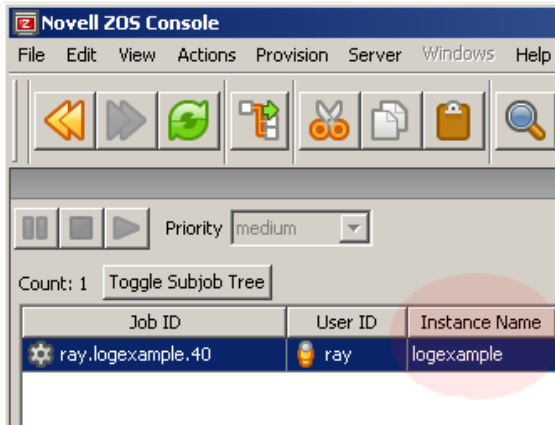 Novell ZOS Console
File Edit View Actions Provision Server Windows Help
Priority medium
Count: 1 Toggle Subjob Tree
Job ID User ID Instance Name
ray.logexample.40 ray logexample